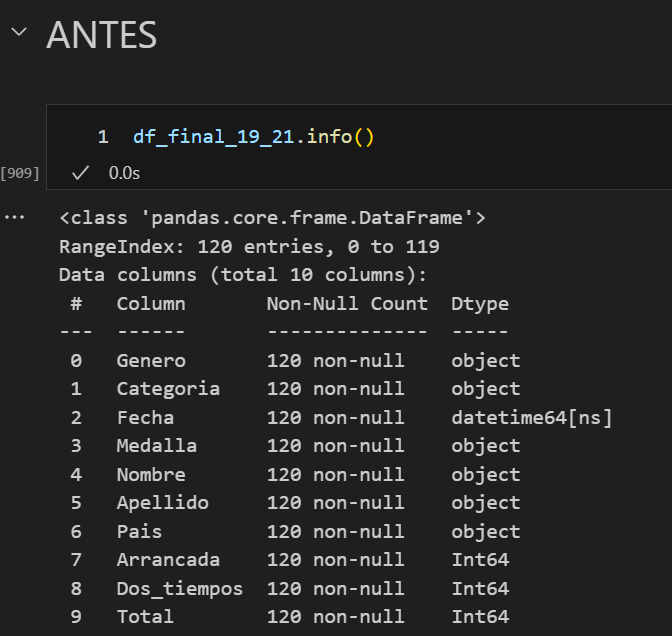 ANTES
1 df_final_19_21.info()
[909] ✓ 0.0s
... <class 'pandas.core.frame.DataFrame'>
RangeIndex: 120 entries, 0 to 119
Data columns (total 10 columns):
 #   Column       Non-Null Count  Dtype
---  ------       --------------  -----
 0   Genero       120 non-null    object
 1   Categoria    120 non-null    object
 2   Fecha        120 non-null    datetime64[ns]
 3   Medalla      120 non-null    object
 4   Nombre       120 non-null    object
 5   Apellido     120 non-null    object
 6   Pais         120 non-null    object
 7   Arrancada    120 non-null    Int64
 8   Dos_tiempos  120 non-null    Int64
 9   Total        120 non-null    Int64